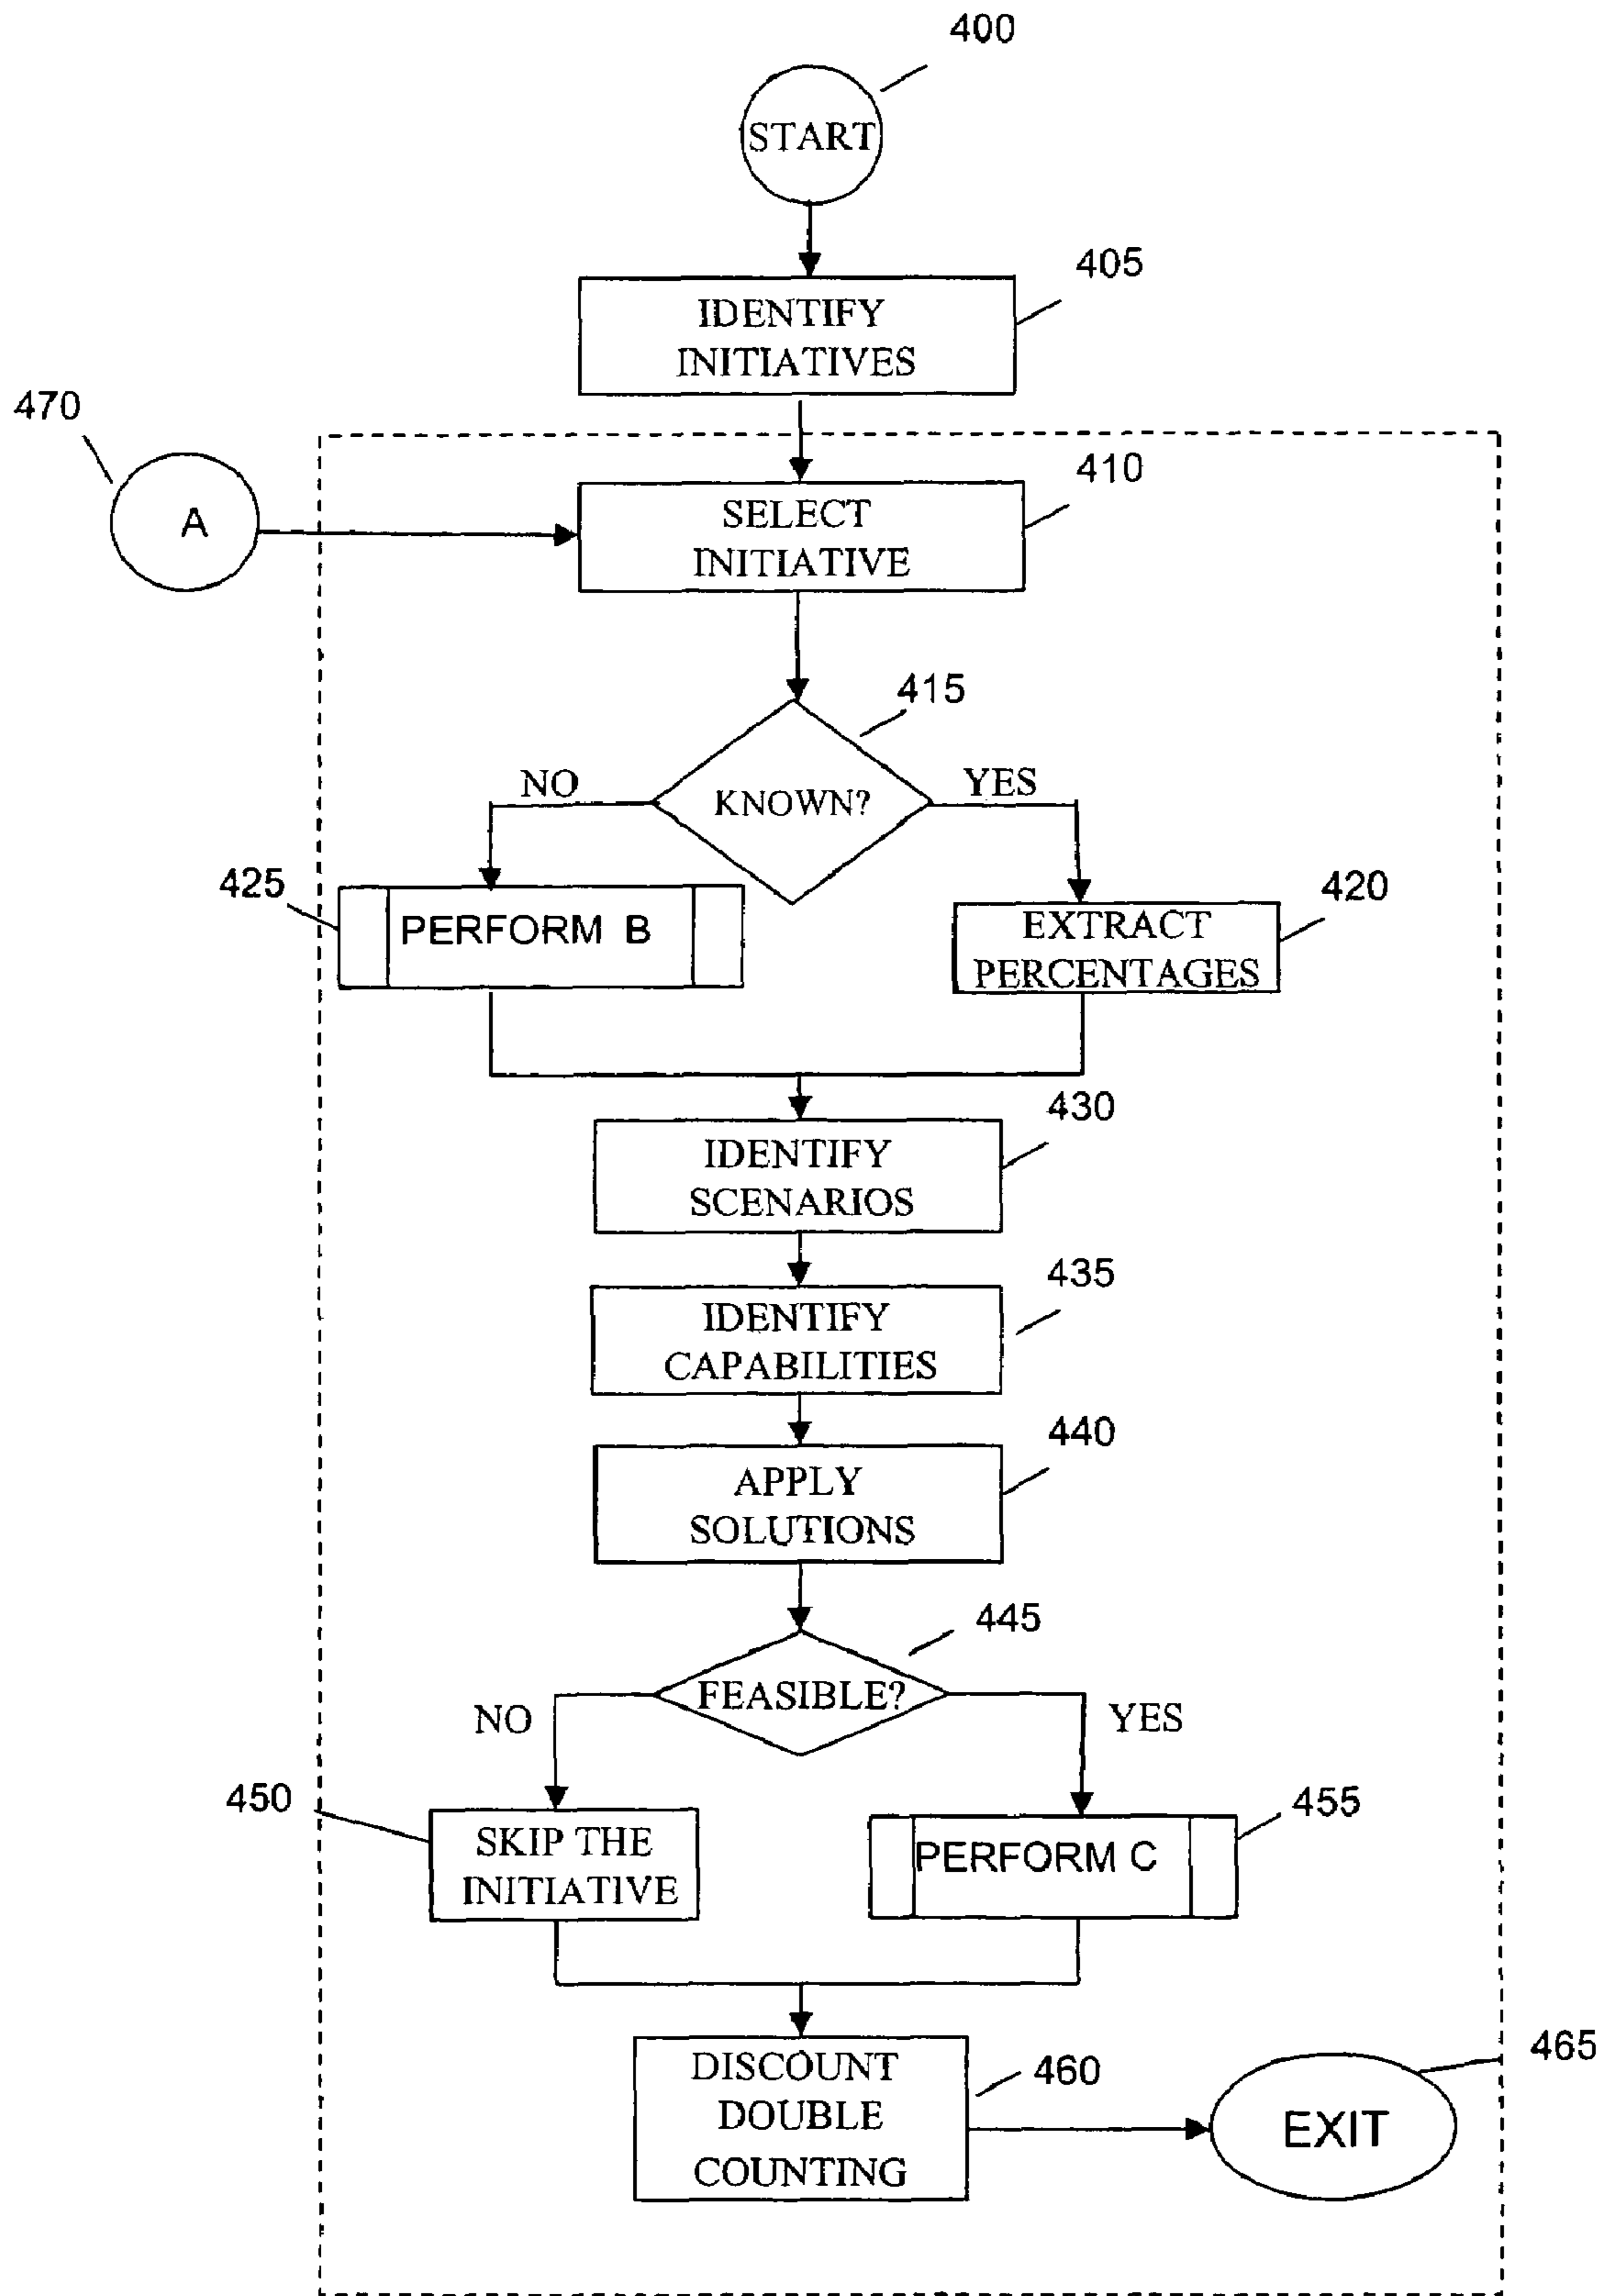 400
START
405
IDENTIFY
INITIATIVES
470
A
410
SELECT
INITIATIVE
415
NO
YES
KNOWN?
425
PERFORM B
420
EXTRACT
PERCENTAGES
430
IDENTIFY
SCENARIOS
435
IDENTIFY
CAPABILITIES
440
APPLY
SOLUTIONS
445
FEASIBLE?
NO
YES
450
SKIP THE
INITIATIVE
455
PERFORM C
460
DISCOUNT
DOUBLE
COUNTING
465
EXIT